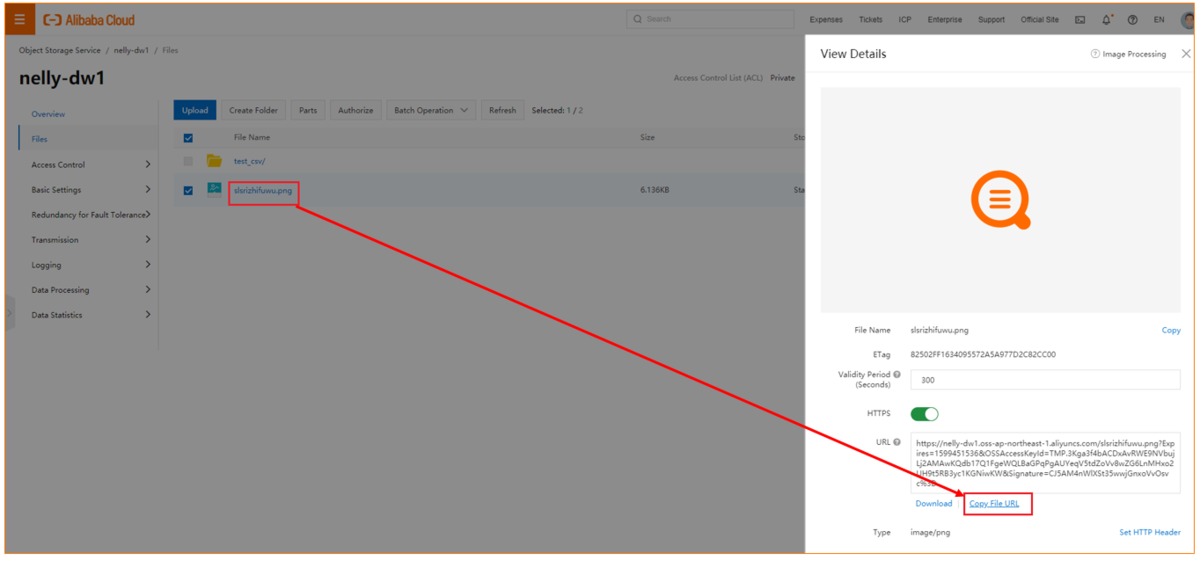 Alibaba Cloud
Search
Expenses Tickets ICP Enterprise Support Official Site EN
Object Storage Service / nelly-dw1 / Files
nelly-dw1
Access Control List (ACL) Private
Overview
Files
Access Control
Basic Settings
Redundancy for Fault Tolerance
Transmission
Logging
Data Processing
Data Statistics
Upload Create Folder Parts Authorize Batch Operation Refresh Selected: 1 / 2
File Name Size Sto
test_csv/
slsrizhifuwu.png 6.136KB Sta
View Details
Image Processing
File Name slsrizhifuwu.png Copy
ETag 82502FF1634095572A5A977D2C82CC00
Validity Period
(Seconds)
300
HTTPS
URL
https://nelly-dw1.oss-ap-northeast-1.aliyuncs.com/slsrizhifuwu.png?Exp
ires=1599451536&OSSAccessKeyId=TMP.3Kga3f4bACDxAvRWE9NVbuj
Download Copy File URL
Type image/png Set HTTP Header